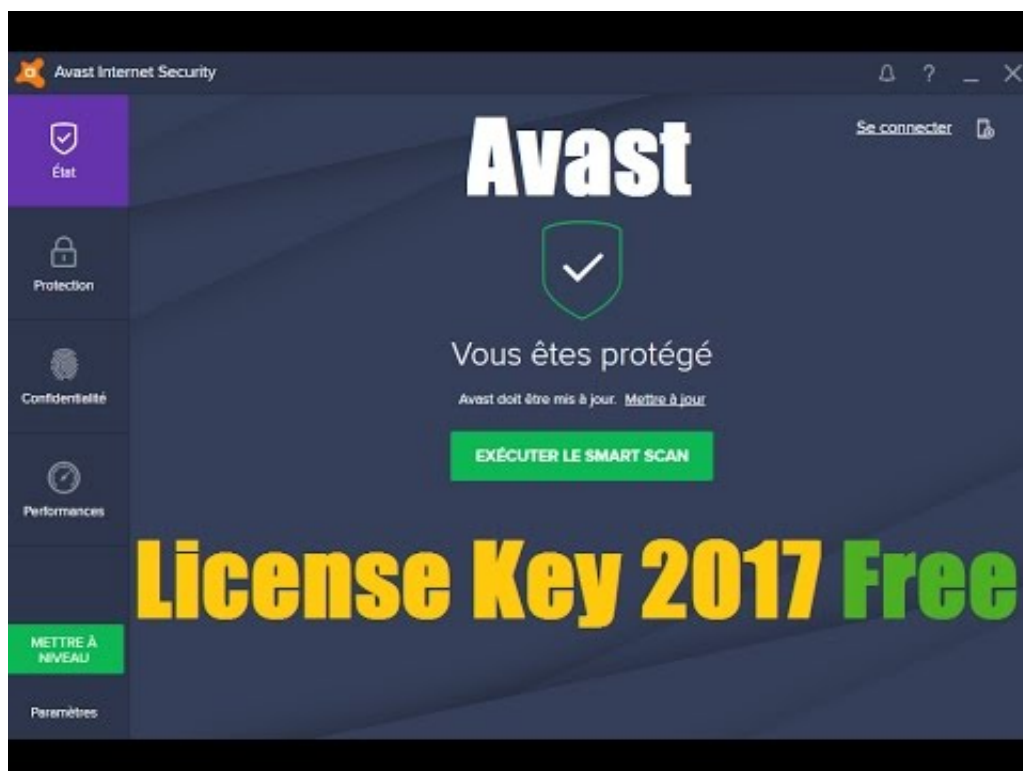 Avast Internet Security
?
Se connecter
Avast
État
Protection
Confidentialité
Performances
Vous êtes protégé
Avast doit être mis à jour. Mettre à jour
EXÉCUTER LE SMART SCAN
License Key 2017 Free
METTRE À
NIVEAU
Paramètres